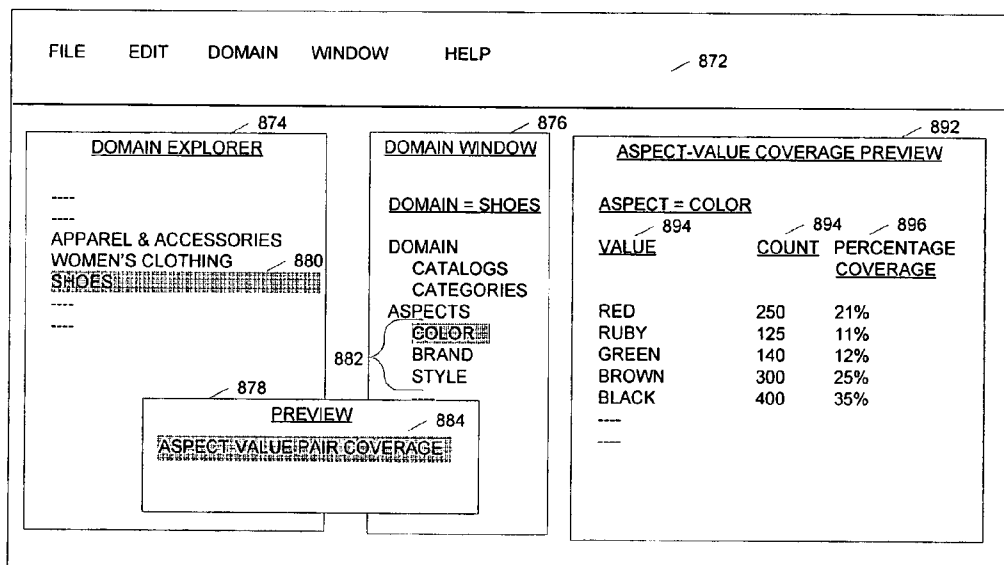 FILE EDIT DOMAIN WINDOW HELP
872
874
DOMAIN EXPLORER
----
----
APPAREL & ACCESSORIES
WOMEN'S CLOTHING
880
SHOES
----
----
876
DOMAIN WINDOW
DOMAIN = SHOES
DOMAIN
CATALOGS
CATEGORIES
ASPECTS
COLOR
882
BRAND
STYLE
----
878
PREVIEW
884
ASPECT-VALUE PAIR COVERAGE
892
ASPECT-VALUE COVERAGE PREVIEW
ASPECT = COLOR
894 894 896
VALUE COUNT PERCENTAGE
COVERAGE
RED 250 21%
RUBY 125 11%
GREEN 140 12%
BROWN 300 25%
BLACK 400 35%
----
----